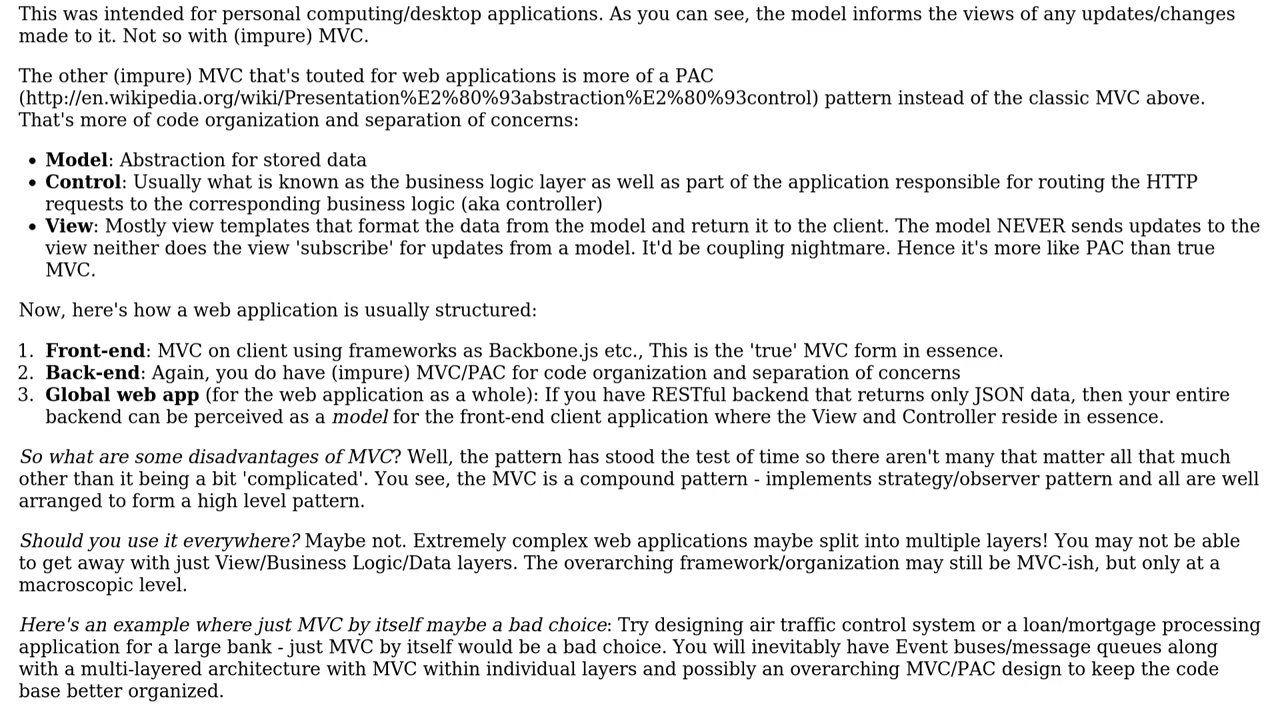 This was intended for personal computing/desktop applications. As you can see, the model informs the views of any updates/changes
made to it. Not so with (impure) MVC.
The other (impure) MVC that's touted for web applications is more of a PAC
(http://en.wikipedia.org/wiki/Presentation%E2%80%93abstraction%E2%80%93control) pattern instead of the classic MVC above.
That's more of code organization and separation of concerns:
• Model: Abstraction for stored data
• Control: Usually what is known as the business logic layer as well as part of the application responsible for routing the HTTP
requests to the corresponding business logic (aka controller)
• View: Mostly view templates that format the data from the model and return it to the client. The model NEVER sends updates to the
view neither does the view 'subscribe' for updates from a model. It'd be coupling nightmare. Hence it's more like PAC than true
MVC.
Now, here's how a web application is usually structured:
1. Front-end: MVC on client using frameworks as Backbone.js etc., This is the 'true' MVC form in essence.
2. Back-end: Again, you do have (impure) MVC/PAC for code organization and separation of concerns
3. Global web app (for the web application as a whole): If you have RESTful backend that returns only JSON data, then your entire
backend can be perceived as a model for the front-end client application where the View and Controller reside in essence.
So what are some disadvantages of MVC? Well, the pattern has stood the test of time so there aren't many that matter all that much
other than it being a bit 'complicated'. You see, the MVC is a compound pattern - implements strategy/observer pattern and all are well
arranged to form a high level pattern.
Should you use it everywhere? Maybe not. Extremely complex web applications maybe split into multiple layers! You may not be able
to get away with just View/Business Logic/Data layers. The overarching framework/organization may still be MVC-ish, but only at a
macroscopic level.
Here's an example where just MVC by itself maybe a bad choice: Try designing air traffic control system or a loan/mortgage processing
application for a large bank - just MVC by itself would be a bad choice. You will inevitably have Event buses/message queues along
with a multi-layered architecture with MVC within individual layers and possibly an overarching MVC/PAC design to keep the code
base better organized.